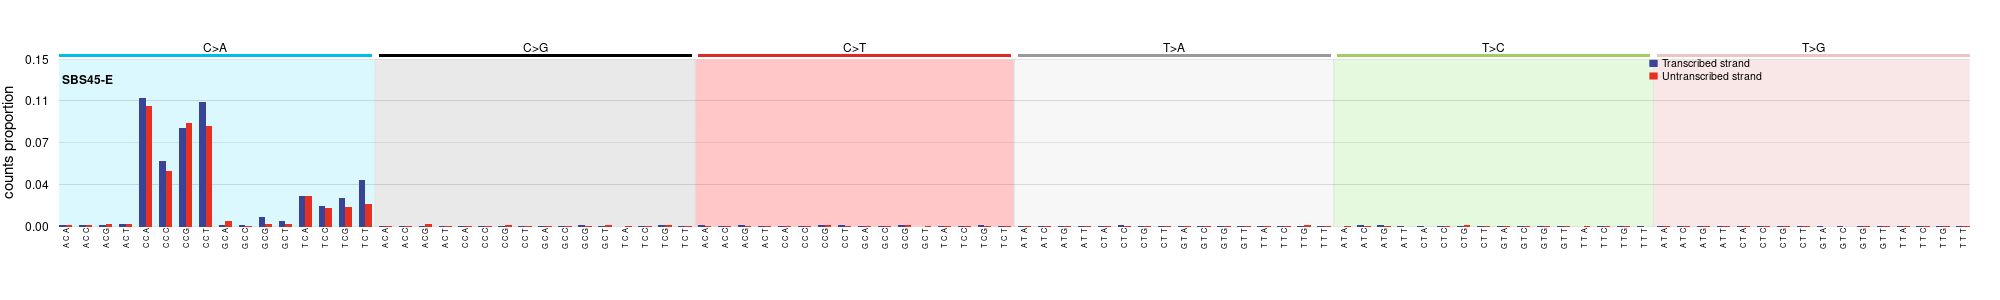 C>A C>G C>T T>A T>C T>G
0.15
SBS45-E
Transcribed strand
Untranscribed strand
0.11
0.07
0.04
0.00
counts proportion
ACA ACC ACG ACT CCA CCC CCG CCT GCA GCC GCG GCT TCA TCC TCG TCT ACA ACC ACG ACT CCA CCC CCG CCT GCA GCC GCG GCT TCA TCC TCG TCT ACA ACC ACG ACT CCA CCC CCG CCT GCA GCC GCG GCT TCA TCC TCG TCT ATA ATC ATG ATT CTA CTC CTG CTT GTA GTC GTG GTT TTA TTC TTG TTT ATA ATC ATG ATT CTA CTC CTG CTT GTA GTC GTG GTT TTA TTC TTG TTT ATA ATC ATG ATT CTA CTC CTG CTT GTA GTC GTG GTT TTA TTC TTG TTT